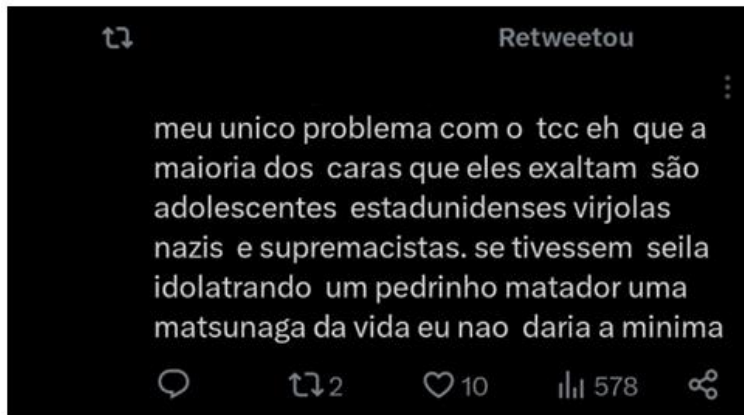 Retweetou
meu unico problema com o tcc eh que a
maioria dos caras que eles exaltam são
adolescentes estadunidenses virjolas
nazis e supremacistas. se tivessem seila
idolatrando um pedrinho matador uma
matsunaga da vida eu nao daria a minima
2 10 578